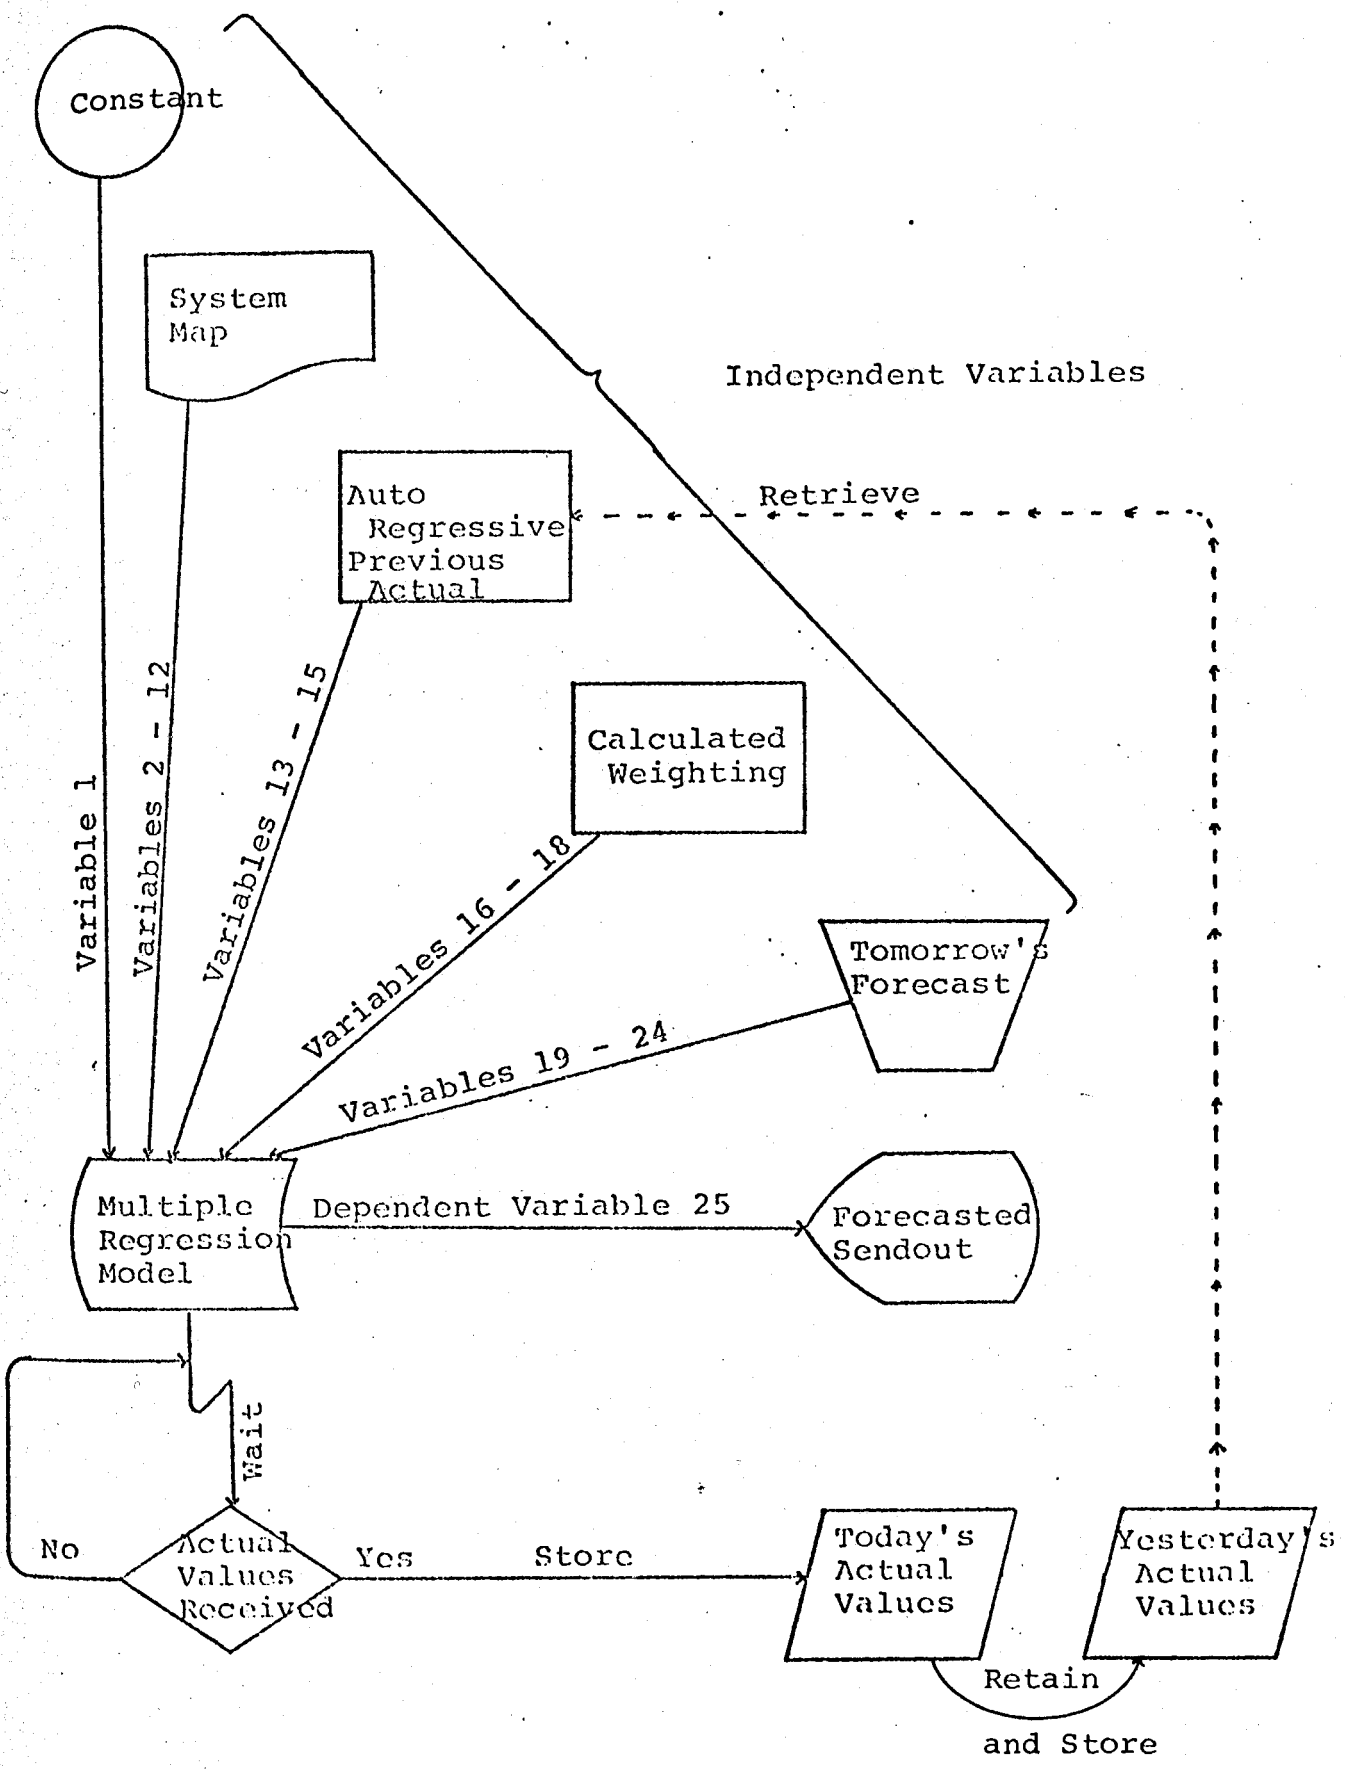 Constant
System
Map
Independent Variables
Auto
Regressive
Previous
Actual
Retrieve
Calculated
Weighting
Variable 1
Variables 2 - 12
Variables 13 - 15
Variables 16 - 18
Variables 19 - 24
Tomorrow's
Forecast
Multiple
Regression
Model
Dependent Variable 25
Forecasted
Sendout
Wait
No
Actual
Values
Received
Yes
Store
Today's
Actual
Values
Yesterday's
Actual
Values
Retain
and Store